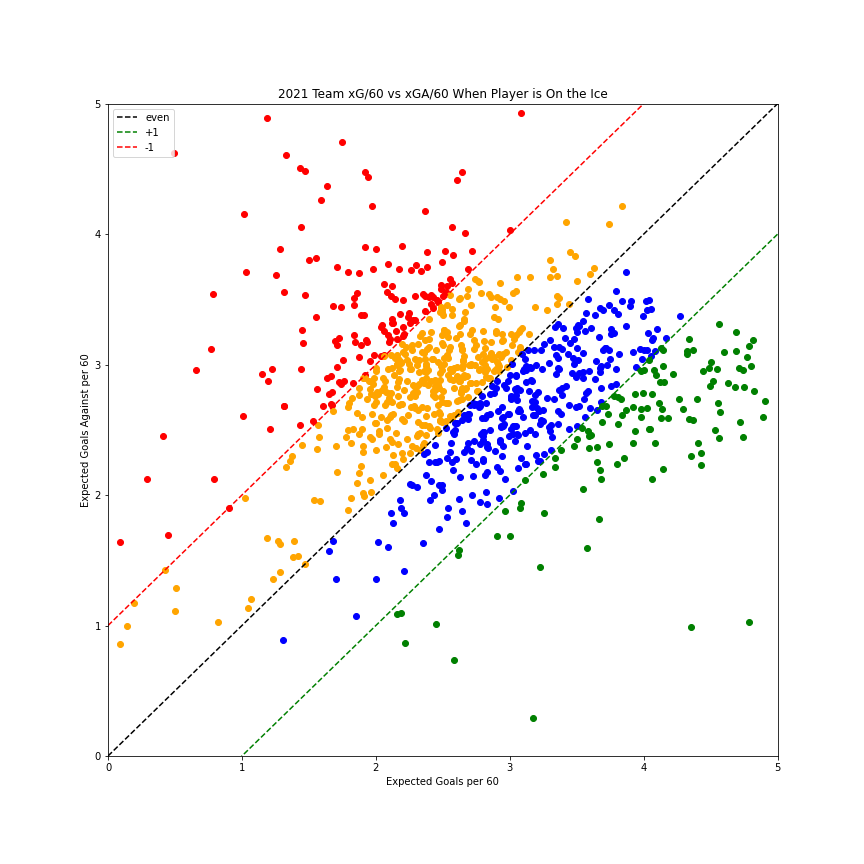 2021 Team xG/60 vs xGA/60 When Player is On the Ice
even
+1
-1
5
4
3
2
1
0
Expected Goals Against per 60
0 1 2 3 4 5
Expected Goals per 60